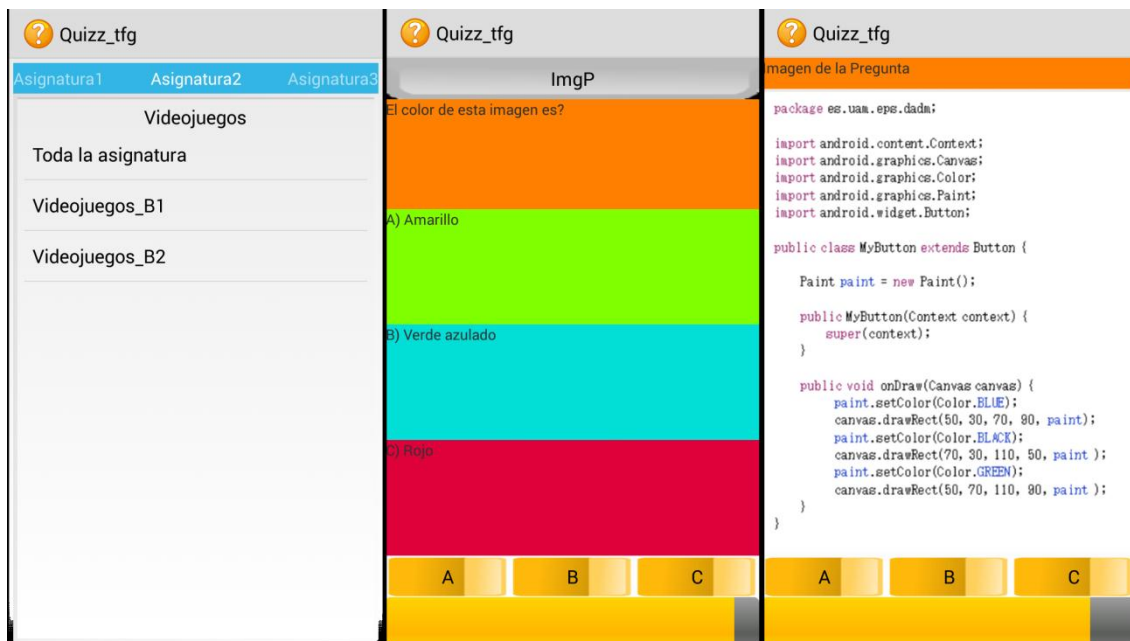 Quizz_tfg
Asignatura1 Asignatura2 Asignatura3
Videojuegos
Toda la asignatura
Videojuegos_B1
Videojuegos_B2
Quizz_tfg
ImgP
El color de esta imagen es?
A) Amarillo
B) Verde azulado
C) Rojo
A B C
Quizz_tfg
magen de la Pregunta
package es.uam.eps.dadm;
import android.content.Context;
import android.graphics.Canvas;
import android.graphics.Color;
import android.graphics.Paint;
import android.widget.Button;
public class MyButton extends Button {
Paint paint = new Paint();
public MyButton(Context context) {
super(context);
}
public void onDraw(Canvas canvas) {
paint.setColor(Color.BLUE);
canvas.drawRect(50, 30, 70, 90, paint);
paint.setColor(Color.BLACK);
canvas.drawRect(70, 30, 110, 50, paint );
paint.setColor(Color.GREEN);
canvas.drawRect(50, 70, 110, 90, paint );
}
}
A B C